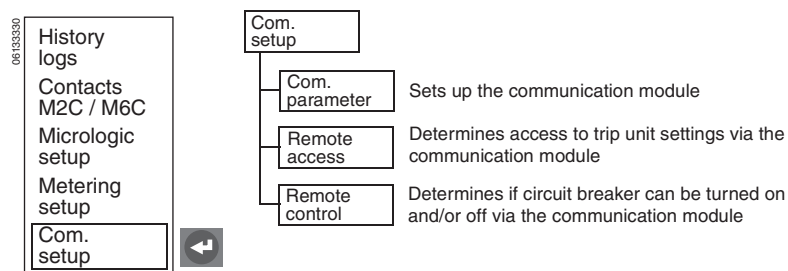 06133330
History
logs
Contacts
M2C / M6C
Micrologic
setup
Metering
setup
Com.
setup
Com.
setup
Com.
parameter
Sets up the communication module
Remote
access
Determines access to trip unit settings via the
communication module
Remote
control
Determines if circuit breaker can be turned on
and/or off via the communication module